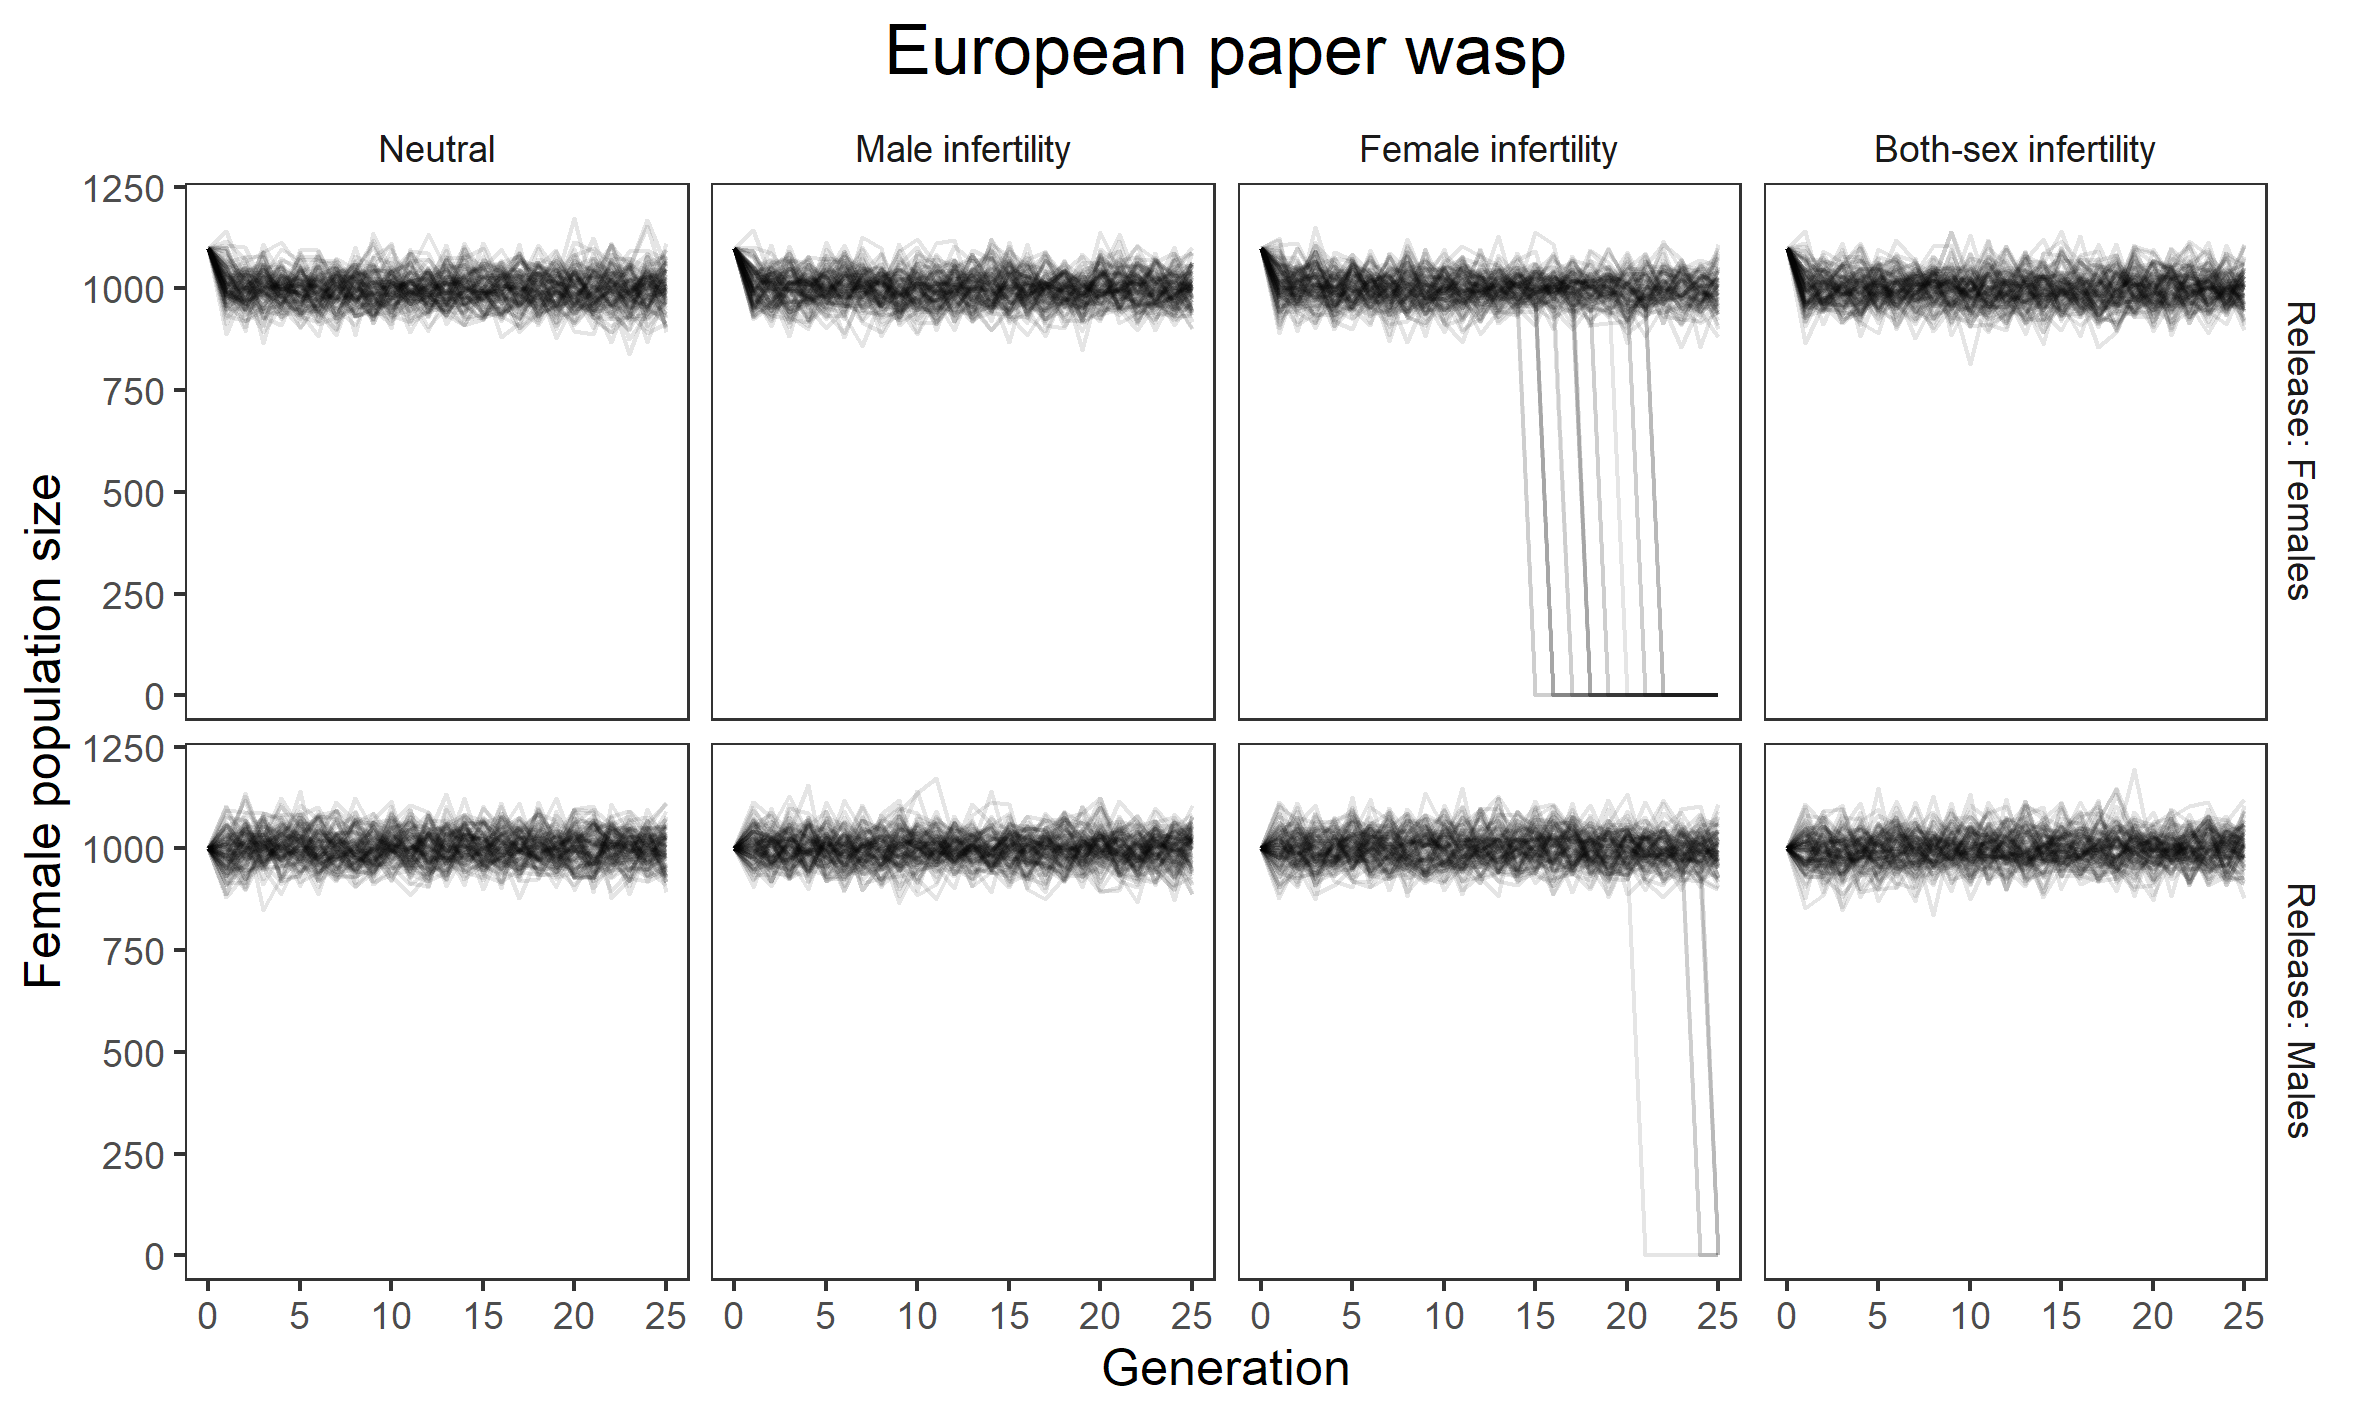 European paper wasp
Neutral
Male infertility
Female infertility
Both-sex infertility
Female population size
1250
1000
750
500
250
0
Release: Females
1250
1000
750
500
250
0
Release: Males
0 5 10 15 20 25
0 5 10 15 20 25
0 5 10 15 20 25
0 5 10 15 20 25
Generation